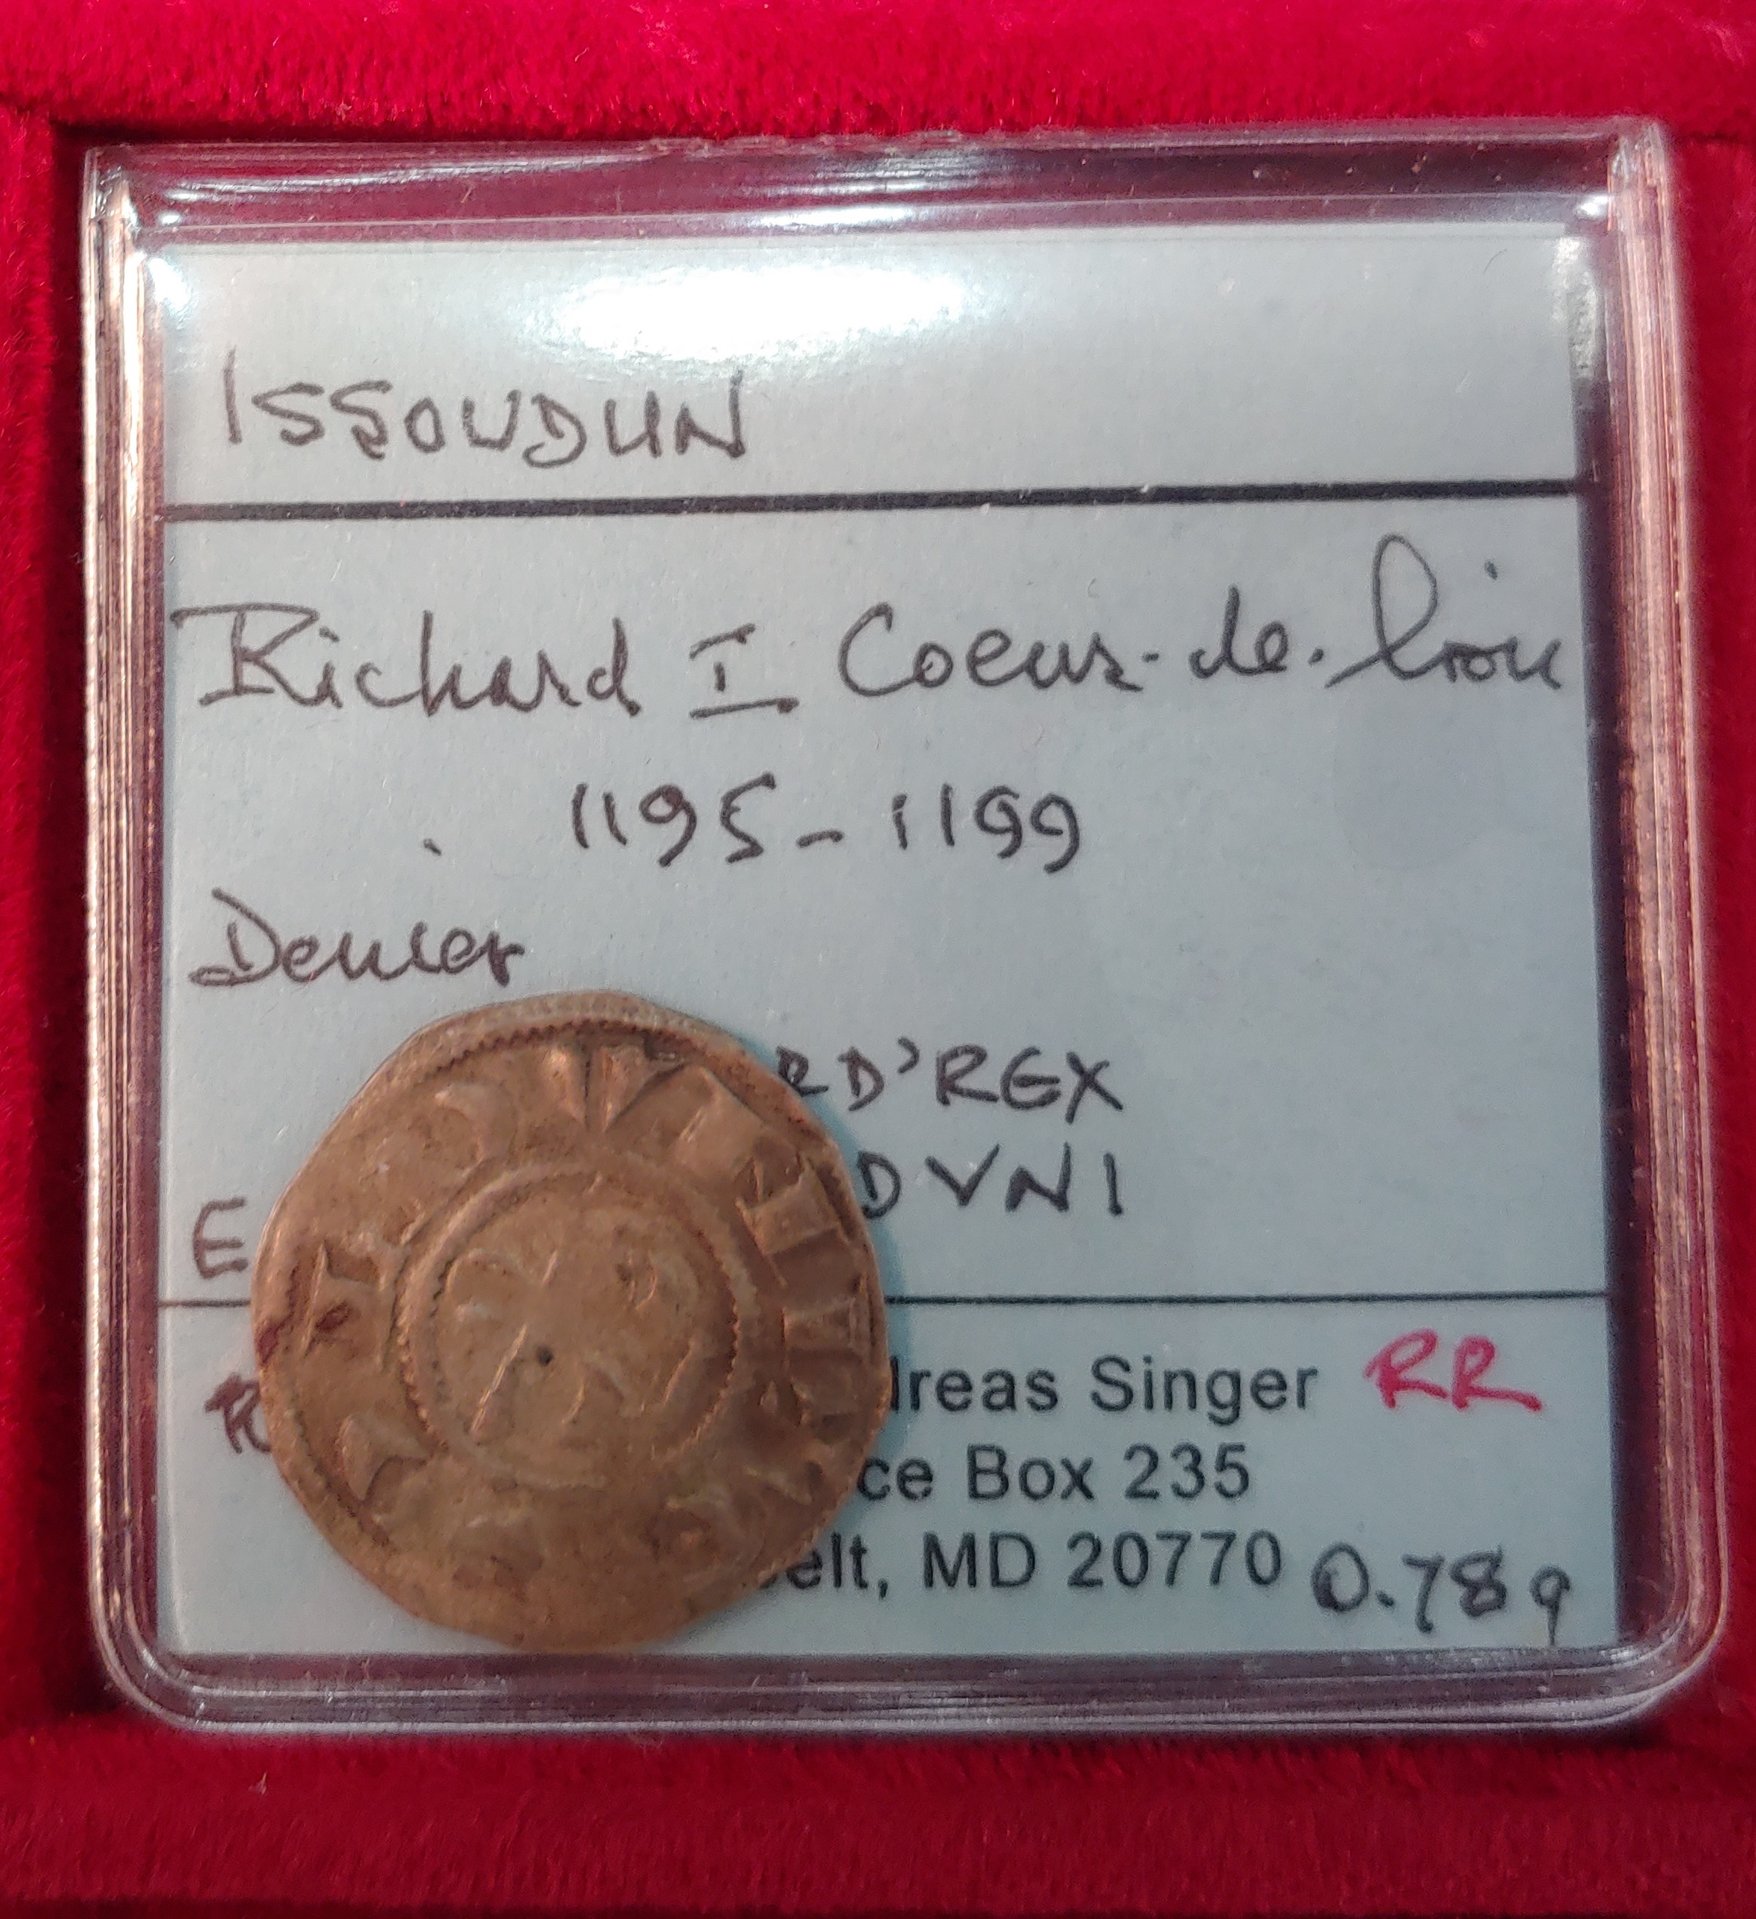 ISSOUDUN
Richard I Coeur-de-Lion
1195-1199
Denier
RD'REX
DVNI
E
R
dreas Singer RR
ce Box 235
belt, MD 20770 0.78g